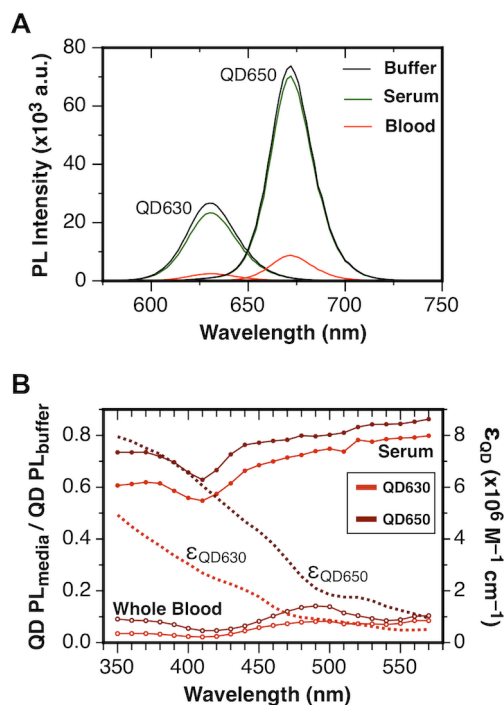 A
PL Intensity (x10³ a.u.)
80
60
40
20
0
QD650
QD630
Buffer
Serum
Blood
600
650
700
750
Wavelength (nm)
B
QD PLmedia / QD PLbuffer
0.8
0.6
0.4
0.2
0.0
Serum
QD630
QD650
εQD630
εQD650
Whole Blood
8
6
4
2
0
εQD (x10⁶ M⁻¹ cm⁻¹)
350
400
450
500
550
Wavelength (nm)